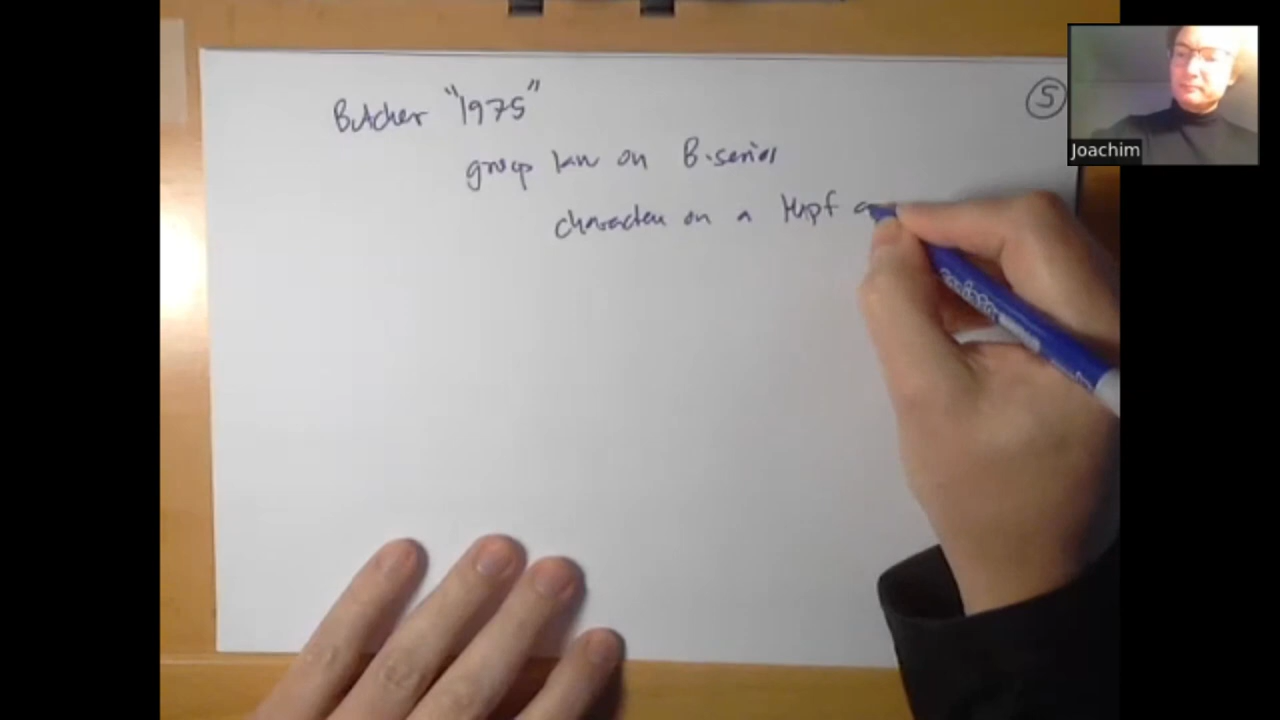 Butcher "1975"
5
group law on B-series
characters on a Hopf a
Joachim